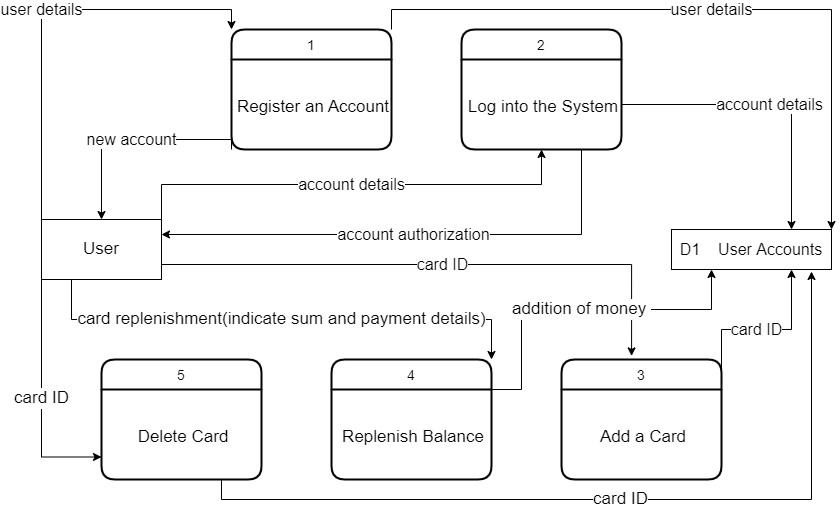 user details
user details
1
2
Register an Account
Log into the System
account details
new account
account details
account authorization
User
D1 User Accounts
card ID
addition of money
card replenishment(indicate sum and payment details)
card ID
5
4
3
card ID
Delete Card
Replenish Balance
Add a Card
card ID